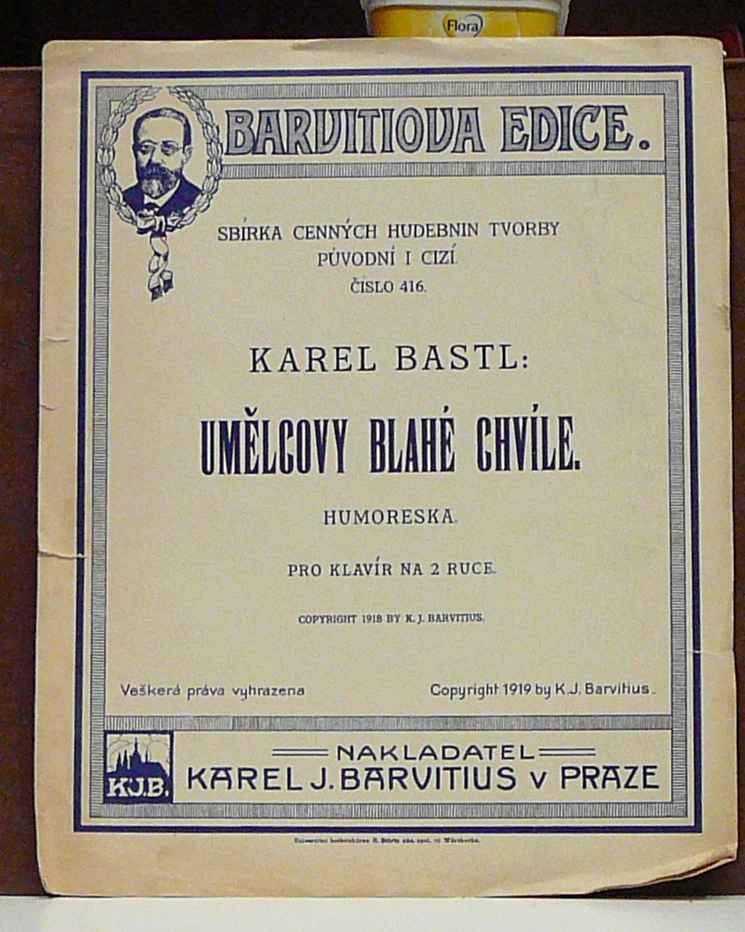 Flora
BARVITIOVA EDICE.
SBÍRKA CENNÝCH HUDEBNIN TVORBY
PŮVODNÍ I CIZÍ.
ČÍSLO 416.
KAREL BASTL:
UMĚLCOVY BLAHÉ CHVÍLE.
HUMORESKA.
PRO KLAVÍR NA 2 RUCE.
COPYRIGHT 1918 BY K. J. BARVITIUS.
Veškerá práva vyhrazena
Copyright 1919 by K.J. Barvitius.
K.J.B.
NAKLADATEL
KAREL J. BARVITIUS V PRAZE